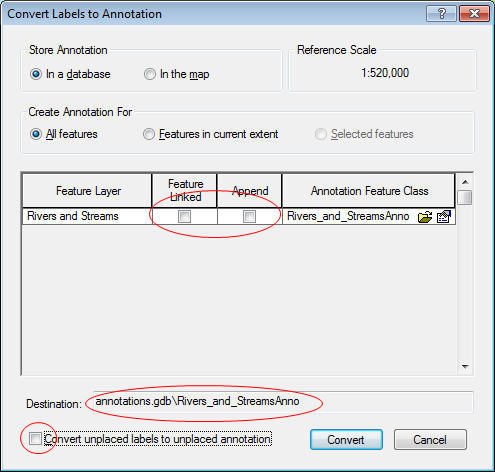 Convert Labels to Annotation
Store Annotation
In a database
In the map
Reference Scale
1:520,000
Create Annotation For
All features
Features in current extent
Selected features
Feature Layer
Feature Linked
Append
Annotation Feature Class
Rivers and Streams
Rivers_and_StreamsAnno
Destination:
annotations.gdb\Rivers_and_StreamsAnno
Convert unplaced labels to unplaced annotation
Convert
Cancel